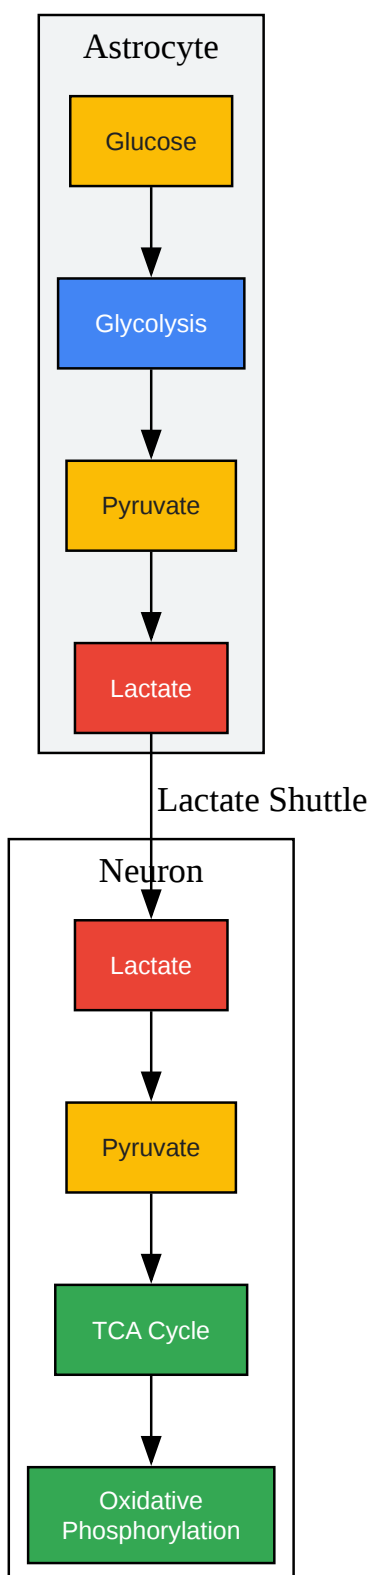 Astrocyte
Glucose
Glycolysis
Pyruvate
Lactate
Lactate Shuttle
Neuron
Lactate
Pyruvate
TCA Cycle
Oxidative
Phosphorylation